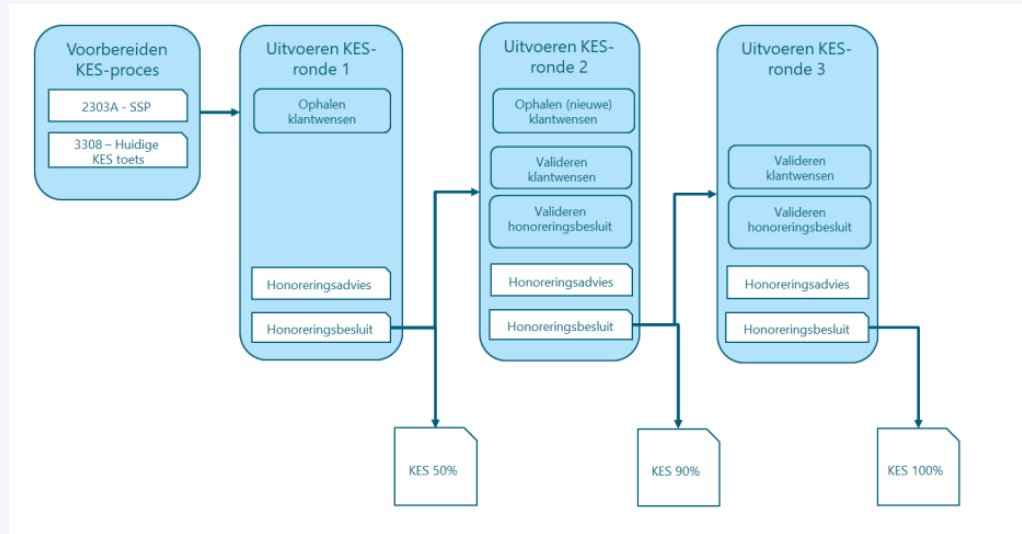 Voorbereiden
KES-proces
2303A - SSP
3308 – Huidige
KES toets
Uitvoeren KES-
ronde 1
Ophalen
klantwensen
Honoreringsadvies
Honoreringsbesluit
Uitvoeren KES-
ronde 2
Ophalen (nieuwe)
klantwensen
Valideren
klantwensen
Valideren
honoreringsbesluit
Honoreringsadvies
Honoreringsbesluit
Uitvoeren KES-
ronde 3
Valideren
klantwensen
Valideren
honoreringsbesluit
Honoreringsadvies
Honoreringsbesluit
KES 50%
KES 90%
KES 100%